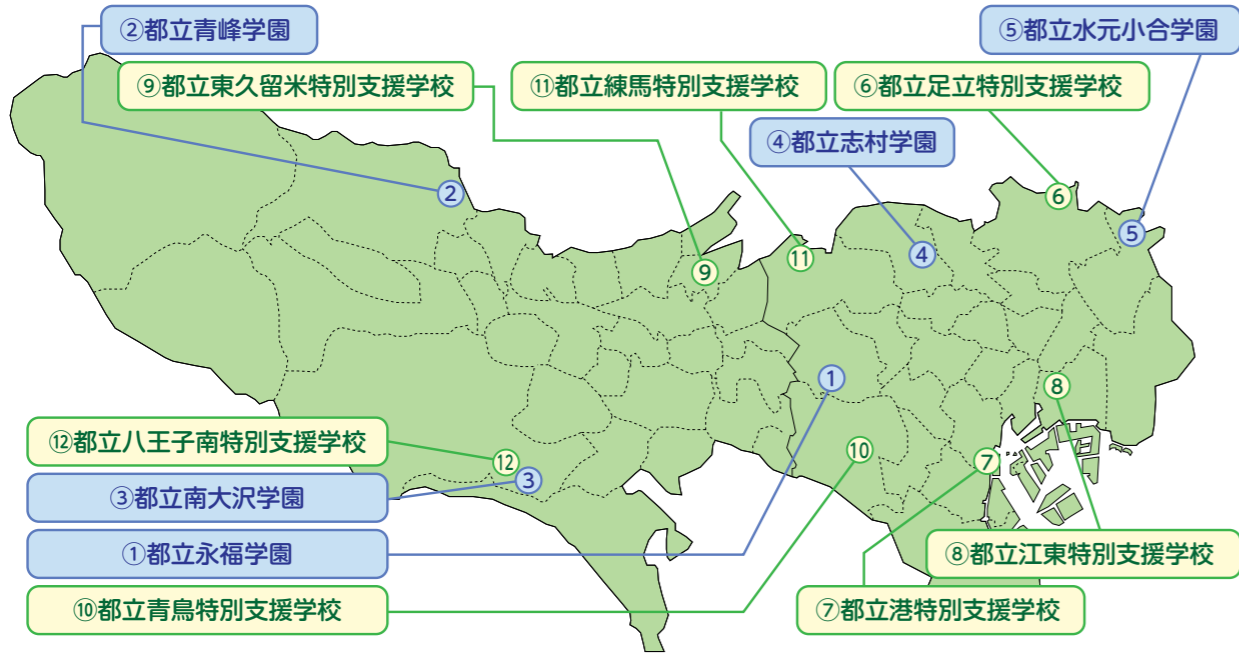 ②都立青峰学園
⑤都立水元小合学園
⑨都立東久留米特別支援学校
⑪都立練馬特別支援学校
⑥都立足立特別支援学校
④都立志村学園
②
⑥
⑤
④
⑪
⑨
①
⑧
⑫都立八王子南特別支援学校
⑫
⑩
⑦
③都立南大沢学園
③
①都立永福学園
⑧都立江東特別支援学校
⑩都立青鳥特別支援学校
⑦都立港特別支援学校